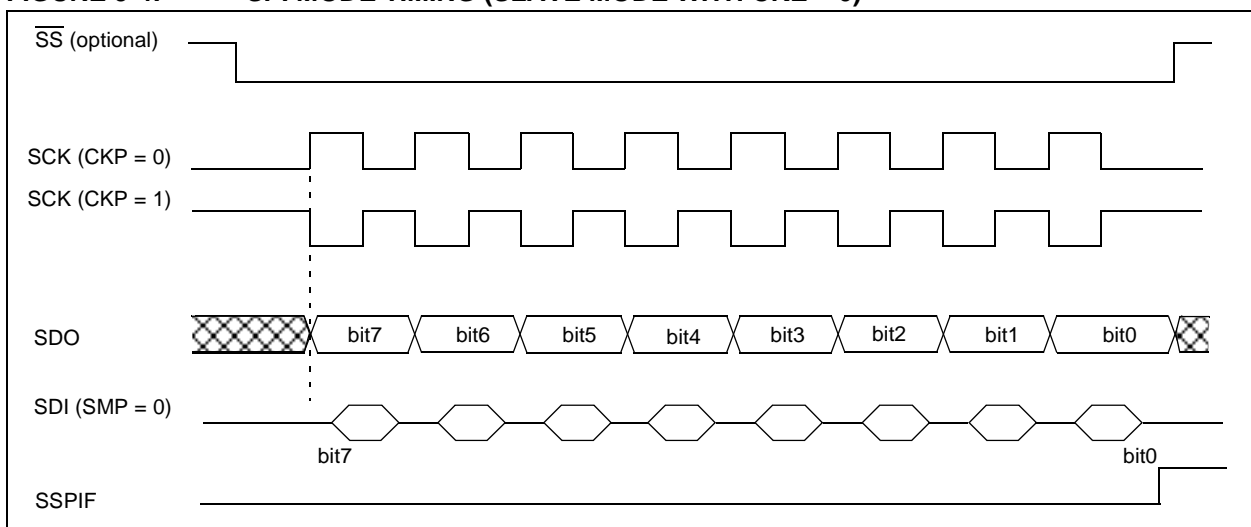 SS (optional)
SCK (CKP = 0)
SCK (CKP = 1)
SDO
bit7 bit6 bit5 bit4 bit3 bit2 bit1 bit0
SDI (SMP = 0)
bit7 bit0
SSPIF